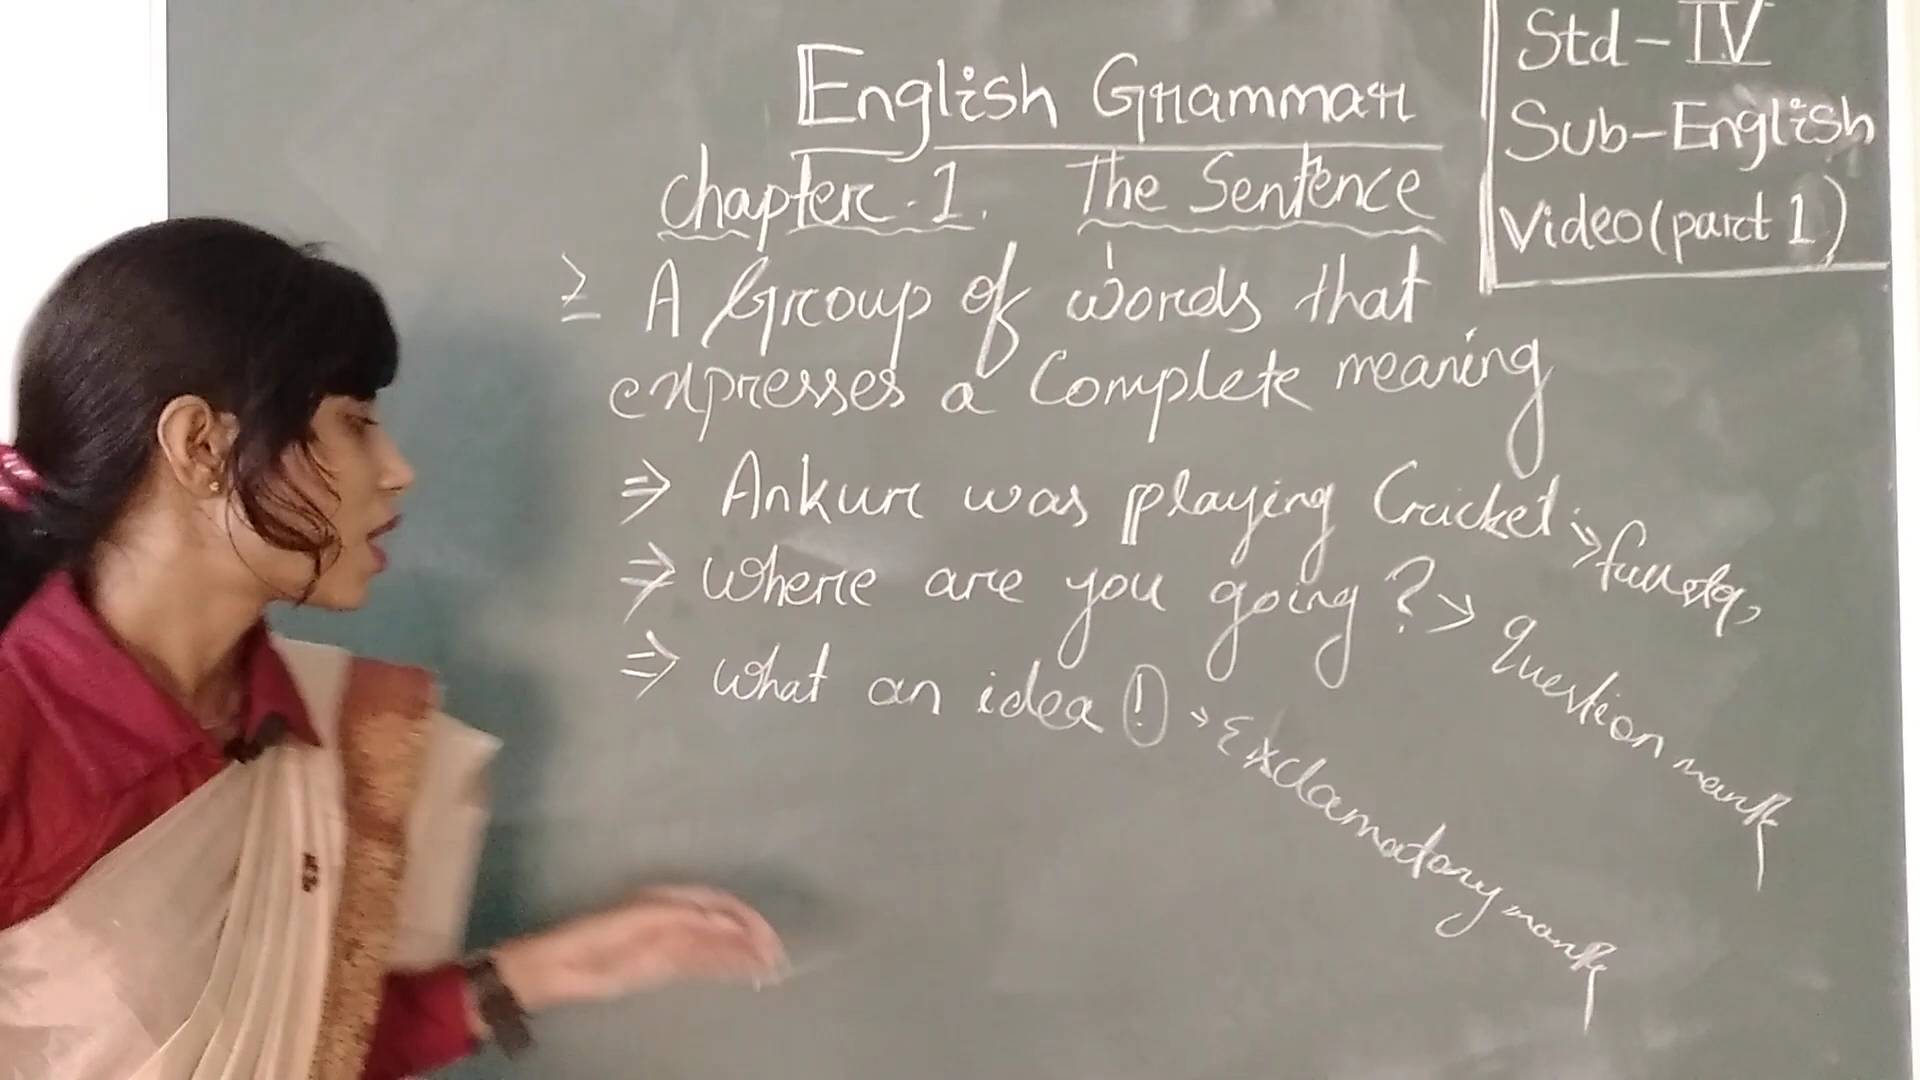 English Grammar
Std-IV
Sub-English
Video(part 1)
Chapter.1. The Sentence
A Group of words that
expresses a Complete meaning
⇒ Ankur was playing Cricket. → fullstop
⇒ Where are you going ? → Question mark
⇒ What an idea ! → Exclamatory mark